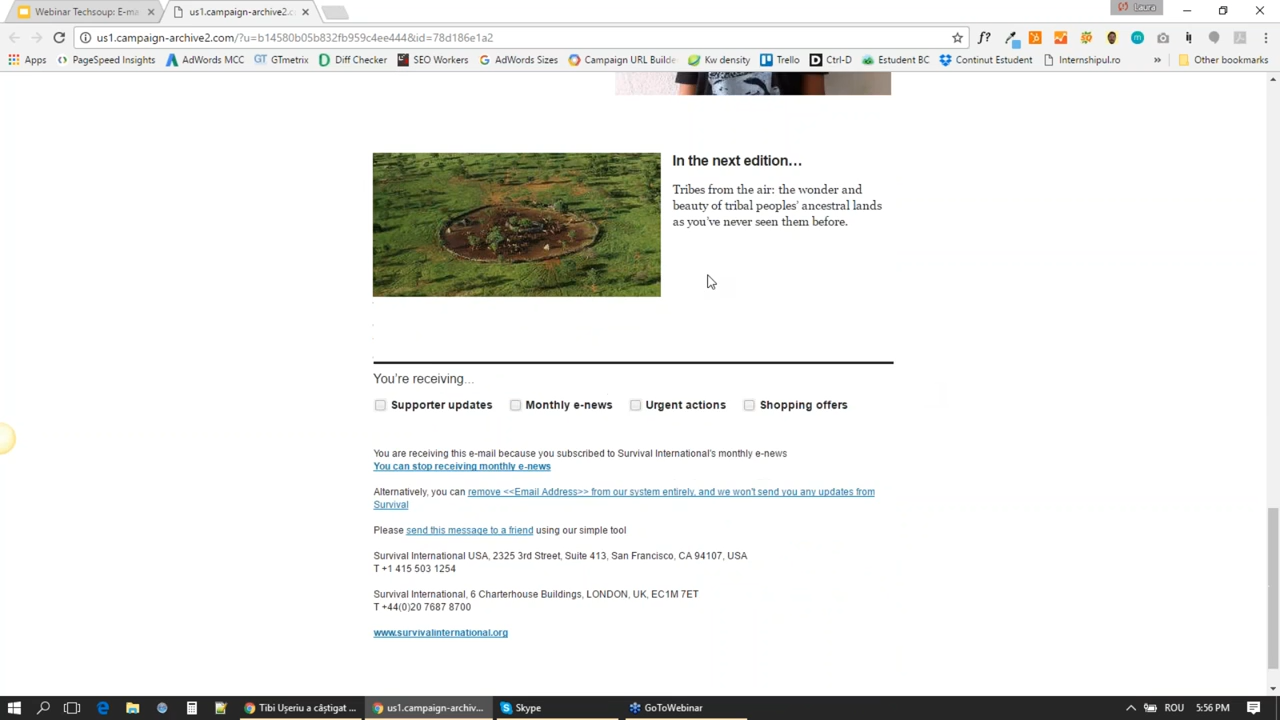 Webinar Techsoup: E-ma
us1.campaign-archive2.c
Laura
us1.campaign-archive2.com/?u=b14580b05b832fb959c4ee444&id=78d186e1a2
f?
Apps
PageSpeed Insights
AdWords MCC
GTmetrix
Diff Checker
SEO Workers
AdWords Sizes
Campaign URL Builde
Kw density
Trello
Ctrl-D
Estudent BC
Continut Estudent
Internshipul.ro
»
Other bookmarks
In the next edition…
Tribes from the air: the wonder and
beauty of tribal peoples' ancestral lands
as you've never seen them before.
You're receiving...
Supporter updates
Monthly e-news
Urgent actions
Shopping offers
You are receiving this e-mail because you subscribed to Survival International's monthly e-news
You can stop receiving monthly e-news
Alternatively, you can remove <<Email Address>> from our system entirely, and we won't send you any updates from
Survival
Please send this message to a friend using our simple tool
Survival International USA, 2325 3rd Street, Suite 413, San Francisco, CA 94107, USA
T +1 415 503 1254
Survival International, 6 Charterhouse Buildings, LONDON, UK, EC1M 7ET
T +44(0)20 7687 8700
www.survivalinternational.org
Tibi Ușeriu a câștigat ...
us1.campaign-archiv...
Skype
GoToWebinar
ROU
5:56 PM